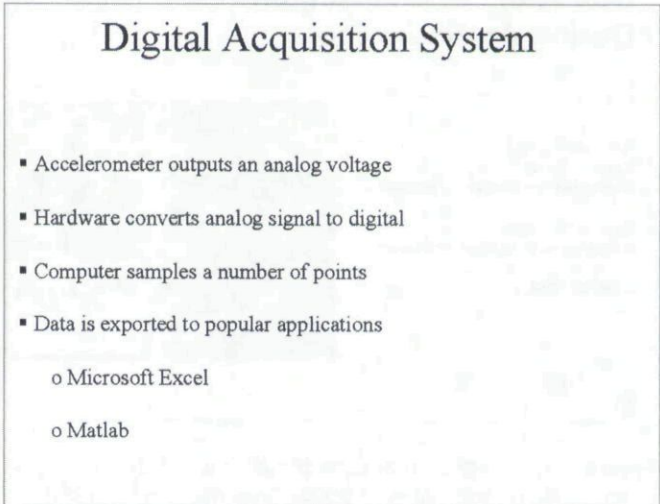 Digital Acquisition System
▪ Accelerometer outputs an analog voltage
▪ Hardware converts analog signal to digital
▪ Computer samples a number of points
▪ Data is exported to popular applications
o Microsoft Excel
o Matlab